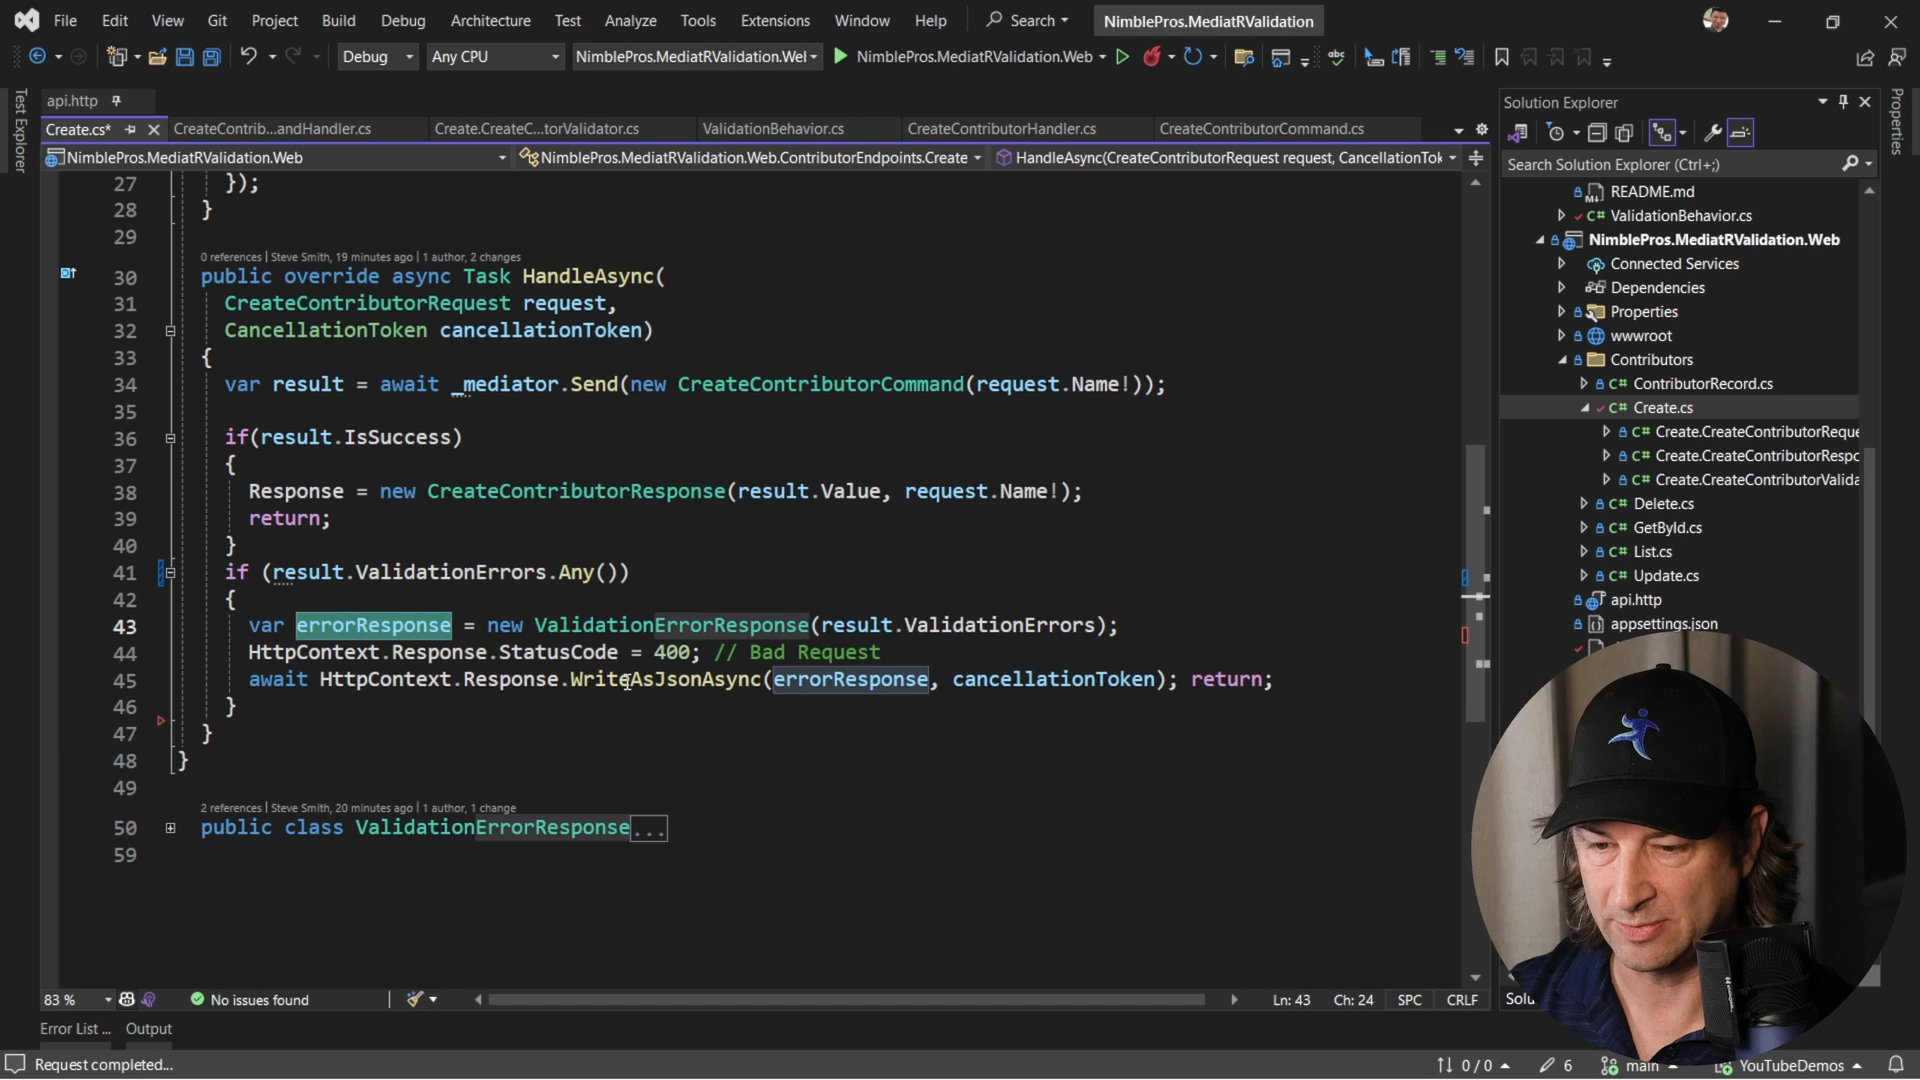 File Edit View Git Project Build Debug Architecture Test Analyze Tools Extensions Window Help Search NimblePros.MediatRValidation
Debug Any CPU NimblePros.MediatRValidation.Wel NimblePros.MediatRValidation.Web
Test Explorer
api.http
Create.cs* CreateContrib...andHandler.cs Create.CreateC...torValidator.cs ValidationBehavior.cs CreateContributorHandler.cs CreateContributorCommand.cs
NimblePros.MediatRValidation.Web NimblePros.MediatRValidation.Web.ContributorEndpoints.Create HandleAsync(CreateContributorRequest request, CancellationTok
27 });
28 }
29
0 references | Steve Smith, 19 minutes ago | 1 author, 2 changes
30 public override async Task HandleAsync(
31 CreateContributorRequest request,
32 CancellationToken cancellationToken)
33 {
34 var result = await _mediator.Send(new CreateContributorCommand(request.Name!));
35
36 if(result.IsSuccess)
37 {
38 Response = new CreateContributorResponse(result.Value, request.Name!);
39 return;
40 }
41 if (result.ValidationErrors.Any())
42 {
43 var errorResponse = new ValidationErrorResponse(result.ValidationErrors);
44 HttpContext.Response.StatusCode = 400; // Bad Request
45 await HttpContext.Response.WriteAsJsonAsync(errorResponse, cancellationToken); return;
46 }
47 }
48 }
49
2 references | Steve Smith, 20 minutes ago | 1 author, 1 change
50 public class ValidationErrorResponse...
59
83 % No issues found Ln: 43 Ch: 24 SPC CRLF
Error List ... Output
Request completed... 0 / 0 6 main YouTubeDemos
Solution Explorer
Search Solution Explorer (Ctrl+;)
README.md
C# ValidationBehavior.cs
NimblePros.MediatRValidation.Web
Connected Services
Dependencies
Properties
wwwroot
Contributors
C# ContributorRecord.cs
C# Create.cs
C# Create.CreateContributorReque
C# Create.CreateContributorRespo
C# Create.CreateContributorValida
C# Delete.cs
C# GetById.cs
C# List.cs
C# Update.cs
api.http
appsettings.json
Solu
Properties